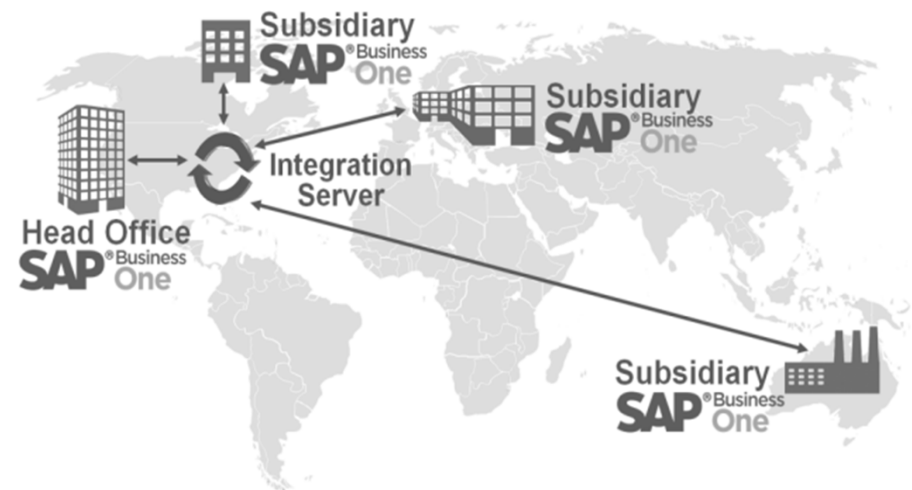 Subsidiary
SAP® Business
One
Subsidiary
SAP® Business
One
Integration
Server
Head Office
SAP® Business
One
Subsidiary
SAP® Business
One